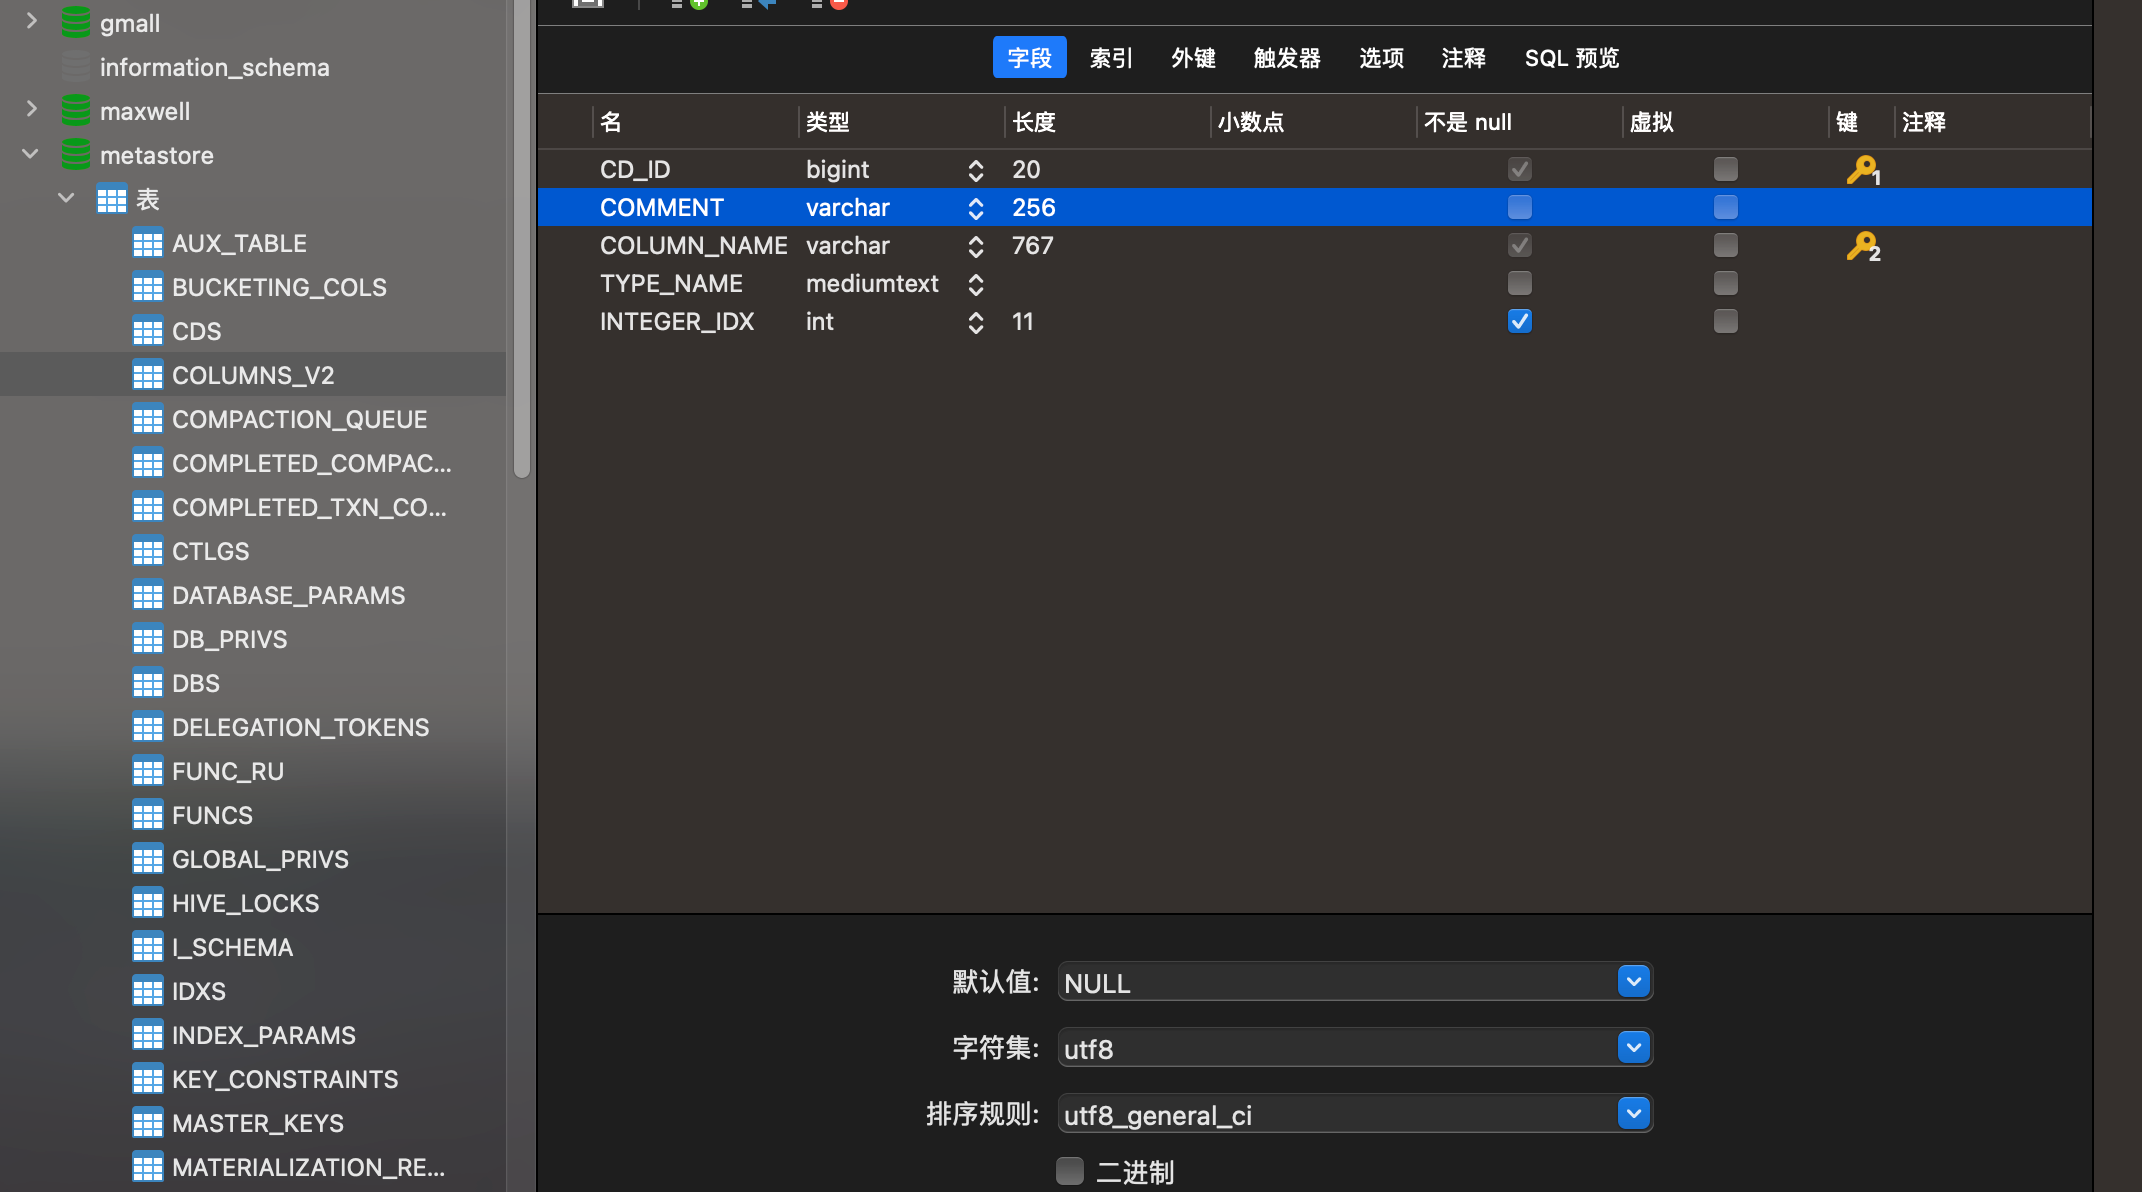 gmall
information_schema
maxwell
metastore
表
AUX_TABLE
BUCKETING_COLS
CDS
COLUMNS_V2
COMPACTION_QUEUE
COMPLETED_COMPAC...
COMPLETED_TXN_CO...
CTLGS
DATABASE_PARAMS
DB_PRIVS
DBS
DELEGATION_TOKENS
FUNC_RU
FUNCS
GLOBAL_PRIVS
HIVE_LOCKS
I_SCHEMA
IDXS
INDEX_PARAMS
KEY_CONSTRAINTS
MASTER_KEYS
MATERIALIZATION_RE...
字段 索引 外键 触发器 选项 注释 SQL 预览
名 类型 长度 小数点 不是 null 虚拟 键 注释
CD_ID bigint 20 1
COMMENT varchar 256
COLUMN_NAME varchar 767 2
TYPE_NAME mediumtext
INTEGER_IDX int 11
默认值: NULL
字符集: utf8
排序规则: utf8_general_ci
二进制